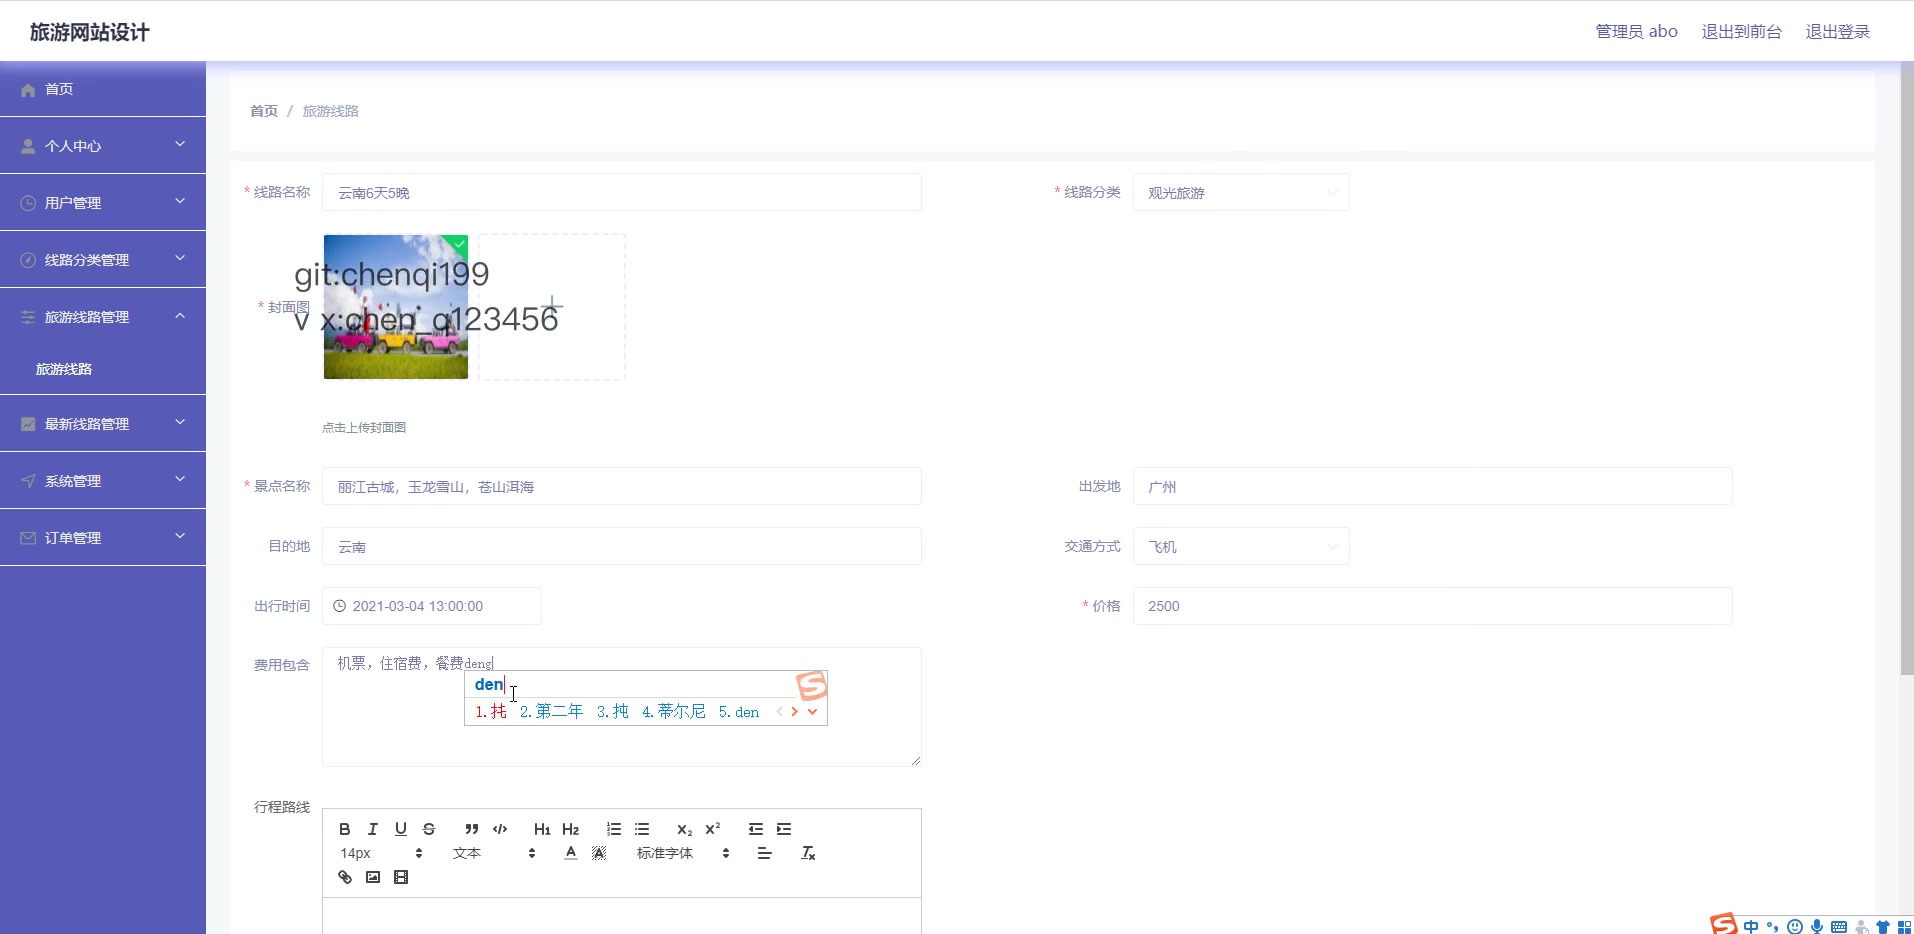 旅游网站设计
管理员 abo 退出到前台 退出登录
首页
个人中心
用户管理
线路分类管理
旅游线路管理
旅游线路
最新线路管理
系统管理
订单管理
首页 / 旅游线路
* 线路名称 云南6天5晚
* 线路分类 观光旅游
* 封面图
git:chenqi199
v x:chen_q123456
点击上传封面图
* 景点名称 丽江古城，玉龙雪山，苍山洱海
出发地 广州
目的地 云南
交通方式 飞机
出行时间 2021-03-04 13:00:00
* 价格 2500
费用包含 机票，住宿费，餐费deng
den
1.扽 2.第二年 3.扽 4.蒂尔尼 5.den
行程路线
B I U S H1 H2 x2 x2
14px 文本 A A 标准字体 Tx
S 中